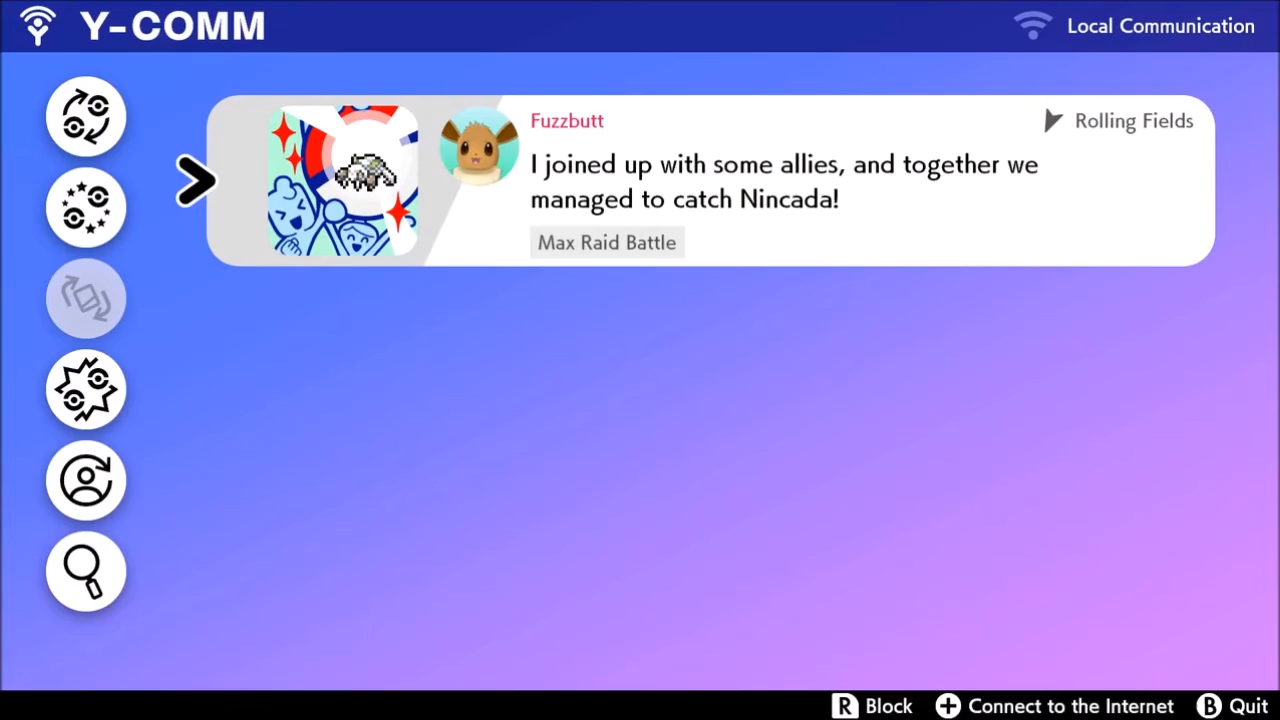 Y-COMM
Local Communication
Fuzzbutt
Rolling Fields
I joined up with some allies, and together we
managed to catch Nincada!
Max Raid Battle
R Block
+ Connect to the Internet
B Quit